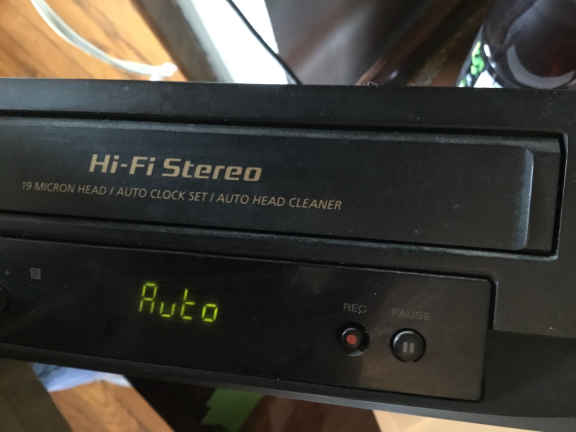 Hi-Fi Stereo
19 MICRON HEAD / AUTO CLOCK SET / AUTO HEAD CLEANER
Auto
REC
PAUSE